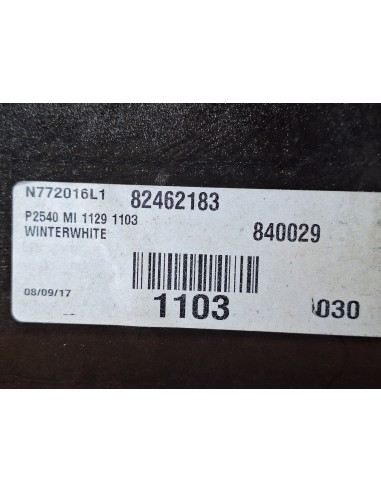 N772016L1 82462183
P2540 MI 1129 1103
WINTERWHITE 840029
08/09/17 1103 030